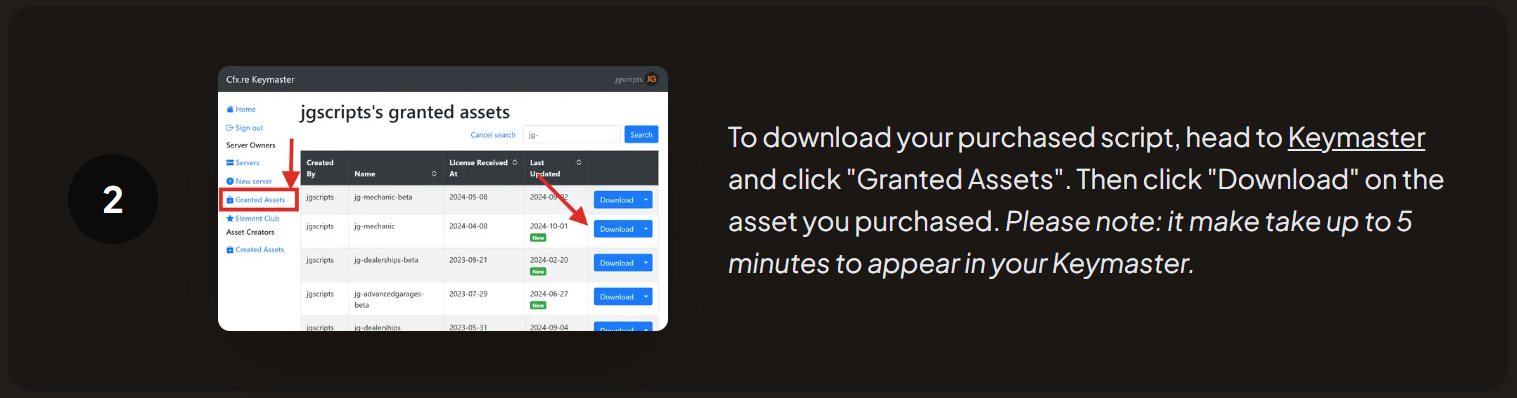 2
Cfx.re Keymaster
jgscripts JG
Home
Sign out
Server Owners
Servers
New server
Granted Assets
Element Club
Asset Creators
Created Assets
jgscripts's granted assets
Cancel search jg- Search
Created By Name License Received At Last Updated
jgscripts jg-mechanic-beta 2024-05-08 2024-09-02 Download
jgscripts jg-mechanic 2024-04-08 2024-10-01 New Download
jgscripts jg-dealerships-beta 2023-09-21 2024-02-20 New Download
jgscripts jg-advancedgarages-beta 2023-07-29 2024-06-27 New Download
jgscripts jg-dealerships 2023-05-31 2024-09-04 Download
To download your purchased script, head to Keymaster
and click "Granted Assets". Then click "Download" on the
asset you purchased. Please note: it make take up to 5
minutes to appear in your Keymaster.